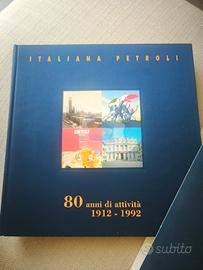 ITALIANA PETROLI
80 anni di attività
1912 - 1992
subito